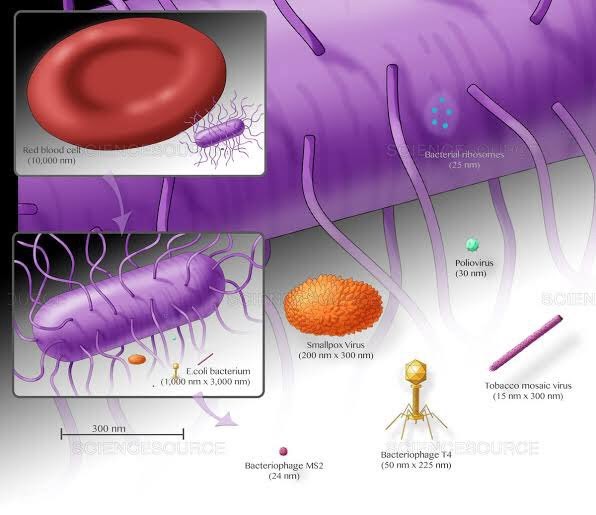 Red blood cell
(10,000 nm)
SCIENCESOURCE
SCIENCESOURCE
Bacterial ribosomes
(25 nm)
Poliovirus
(30 nm)
Smallpox Virus
(200 nm x 300 nm)
E.coli bacterium
(1,000 nm x 3,000 nm)
Tobacco mosaic virus
(15 nm x 300 nm)
300 nm
SCIENCESOURCE
SCIENCESOURCE
Bacteriophage T4
(50 nm x 225 nm)
Bacteriophage MS2
(24 nm)